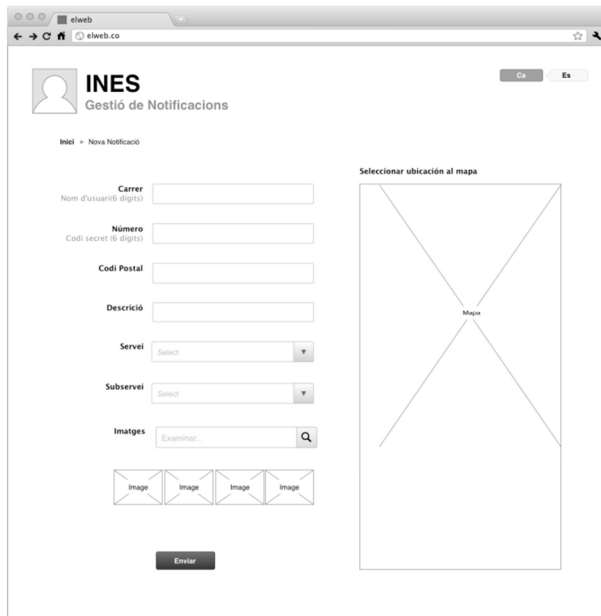 elweb
elweb.co
INES
Gestió de Notificacions
Ca Es
Inici > Nova Notificació
Seleccionar ubicación al mapa
Carrer
Nom d'usuari(6 dígits)
Número
Codi secret (6 dígits)
Codi Postal
Descrició
Servei
Select
Subservei
Select
Imatges
Examinar...
Image Image Image Image
Mapa
Enviar